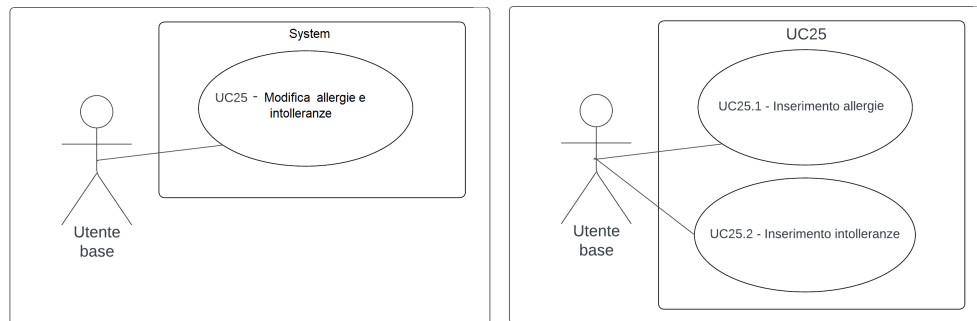 System
UC25 - Modifica allergie e
intolleranze
Utente
base
UC25
UC25.1 - Inserimento allergie
UC25.2 - Inserimento intolleranze
Utente
base